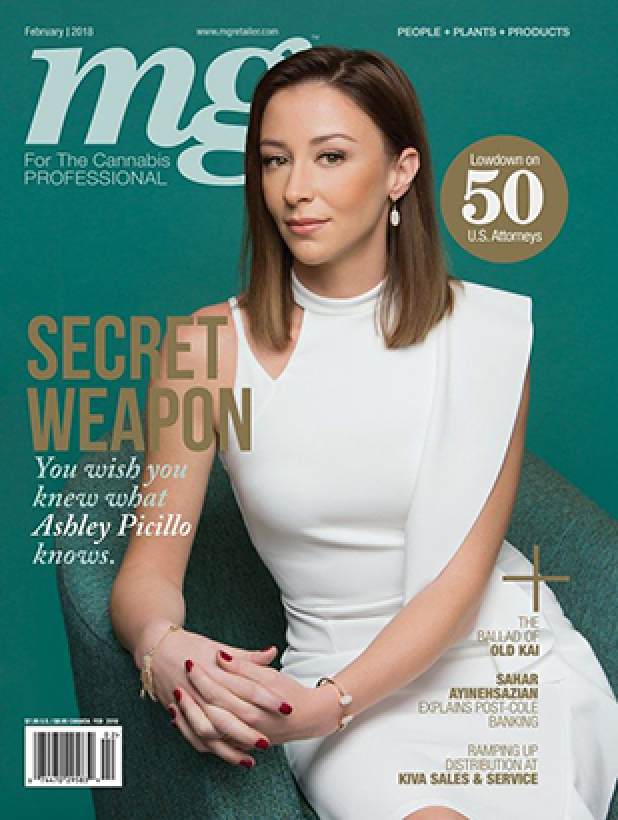 February | 2018
www.mgretailer.com
PEOPLE + PLANTS + PRODUCTS
mg
™
For The Cannabis
PROFESSIONAL
Lowdown on
50
U.S. Attorneys
SECRET
WEAPON
You wish you
knew what
Ashley Picillo
knows.
THE
BALLAD OF
OLD KAI
SAHAR
AYINEHSAZIAN
EXPLAINS POST-COLE
BANKING
RAMPING UP
DISTRIBUTION AT
KIVA SALES & SERVICE